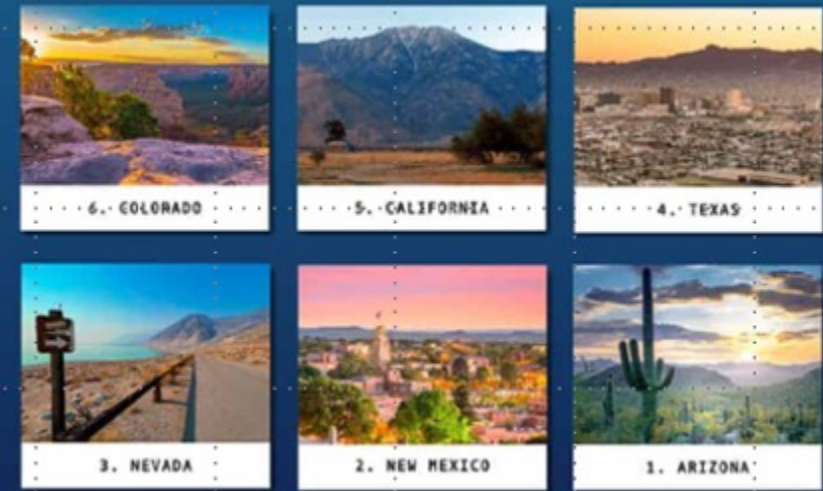 6. COLORADO
5. CALIFORNIA
4. TEXAS
3. NEVADA
2. NEW MEXICO
1. ARIZONA